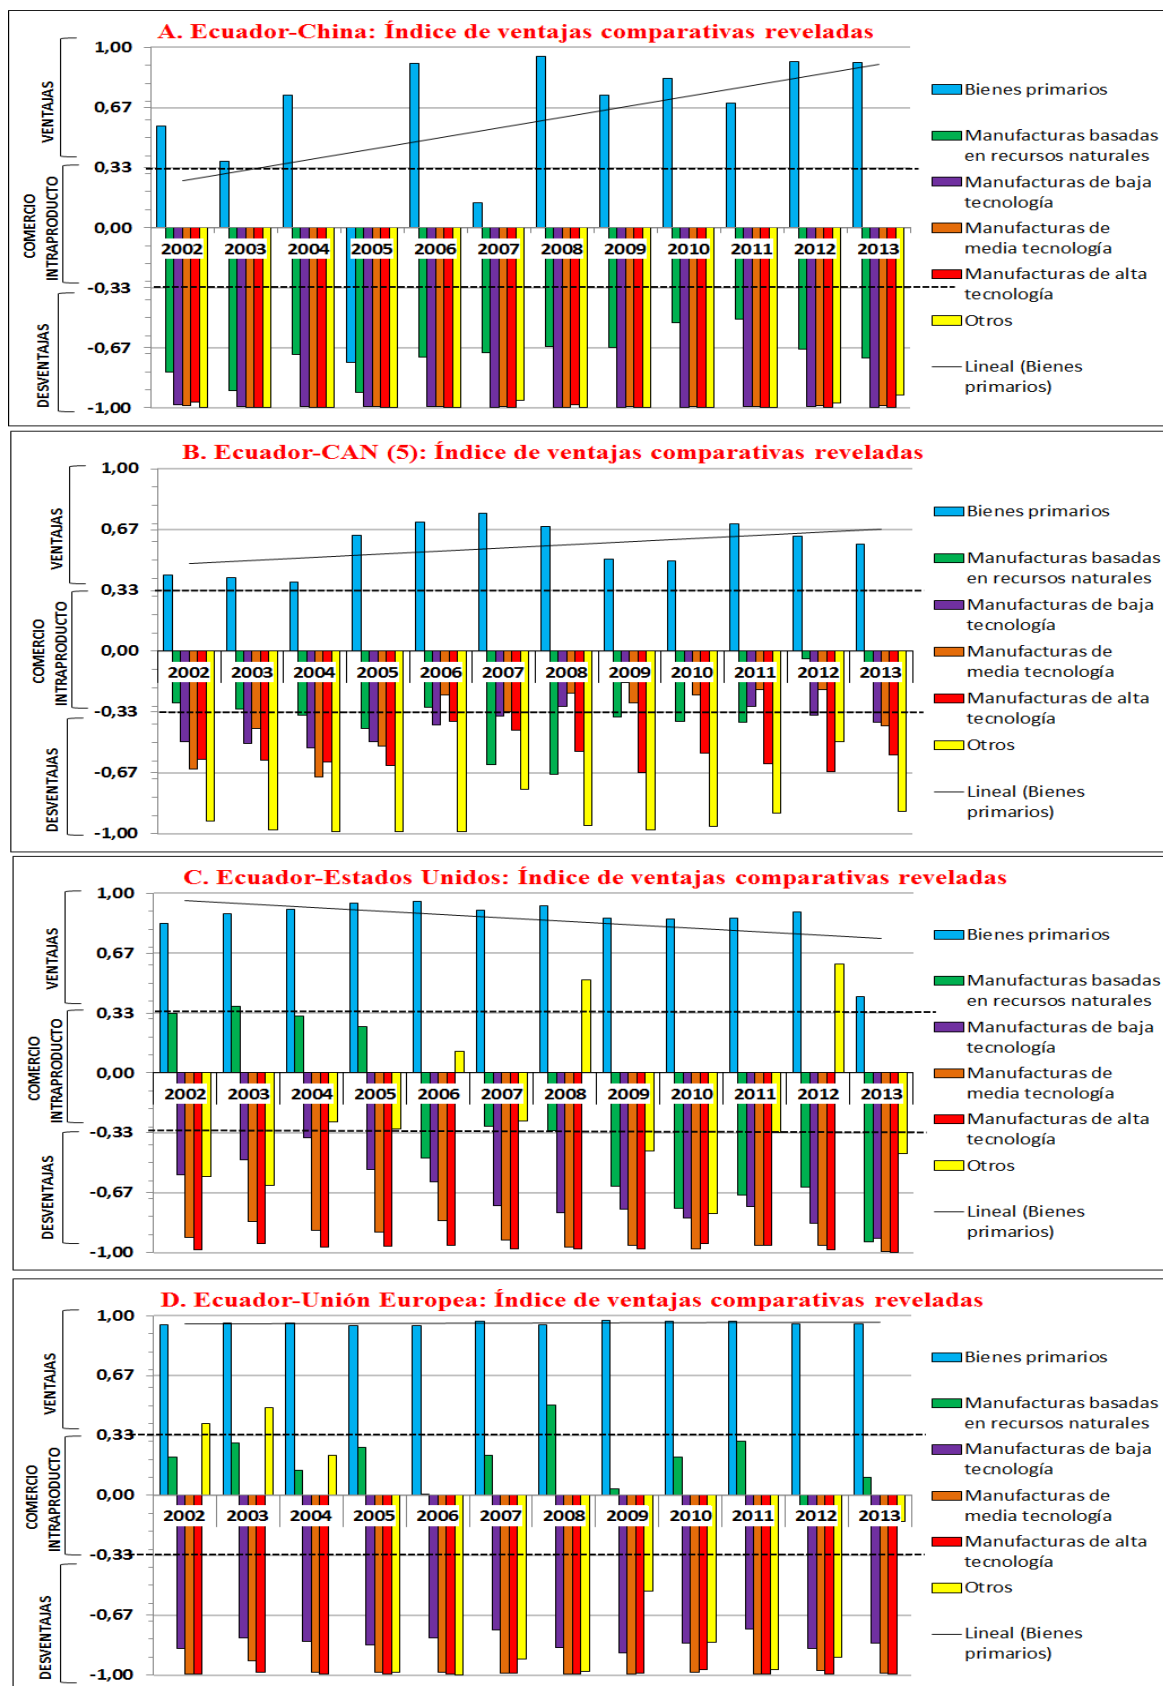 A. Ecuador-China: Índice de ventajas comparativas reveladas
VENTAJAS
COMERCIO
INTRAPRODUCTO
DESVENTAJAS
1,00
0,67
0,33
0,00
-0,33
-0,67
-1,00
2002 2003 2004 2005 2006 2007 2008 2009 2010 2011 2012 2013
Bienes primarios
Manufacturas basadas
en recursos naturales
Manufacturas de baja
tecnología
Manufacturas de
media tecnología
Manufacturas de alta
tecnología
Otros
Lineal (Bienes
primarios)
B. Ecuador-CAN (5): Índice de ventajas comparativas reveladas
VENTAJAS
COMERCIO
INTRAPRODUCTO
DESVENTAJAS
1,00
0,67
0,33
0,00
-0,33
-0,67
-1,00
2002 2003 2004 2005 2006 2007 2008 2009 2010 2011 2012 2013
Bienes primarios
Manufacturas basadas
en recursos naturales
Manufacturas de baja
tecnología
Manufacturas de
media tecnología
Manufacturas de alta
tecnología
Otros
Lineal (Bienes
primarios)
C. Ecuador-Estados Unidos: Índice de ventajas comparativas reveladas
VENTAJAS
COMERCIO
INTRAPRODUCTO
DESVENTAJAS
1,00
0,67
0,33
0,00
-0,33
-0,67
-1,00
2002 2003 2004 2005 2006 2007 2008 2009 2010 2011 2012 2013
Bienes primarios
Manufacturas basadas
en recursos naturales
Manufacturas de baja
tecnología
Manufacturas de
media tecnología
Manufacturas de alta
tecnología
Otros
Lineal (Bienes
primarios)
D. Ecuador-Unión Europea: Índice de ventajas comparativas reveladas
VENTAJAS
COMERCIO
INTRAPRODUCTO
DESVENTAJAS
1,00
0,67
0,33
0,00
-0,33
-0,67
-1,00
2002 2003 2004 2005 2006 2007 2008 2009 2010 2011 2012 2013
Bienes primarios
Manufacturas basadas
en recursos naturales
Manufacturas de baja
tecnología
Manufacturas de
media tecnología
Manufacturas de alta
tecnología
Otros
Lineal (Bienes
primarios)